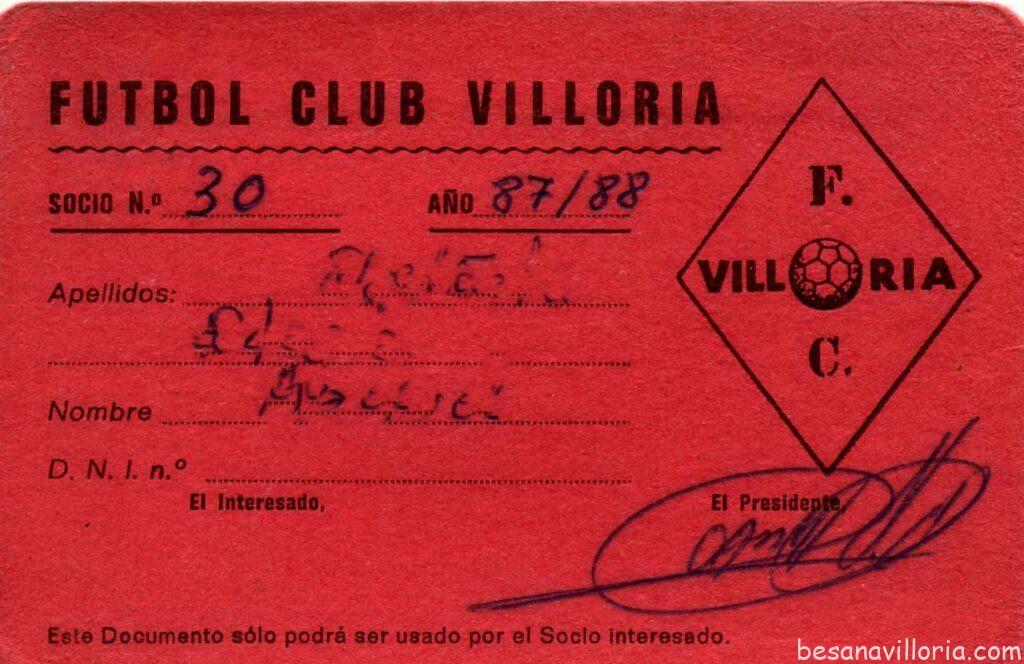 FUTBOL CLUB VILLORIA
SOCIO N.º 30 AÑO 87/88
Apellidos:
Nombre
D. N. I. n.º
El Interesado,
F.
VILLORIA
C.
El Presidente,
Este Documento sólo podrá ser usado por el Socio interesado.
besanavilloria.com